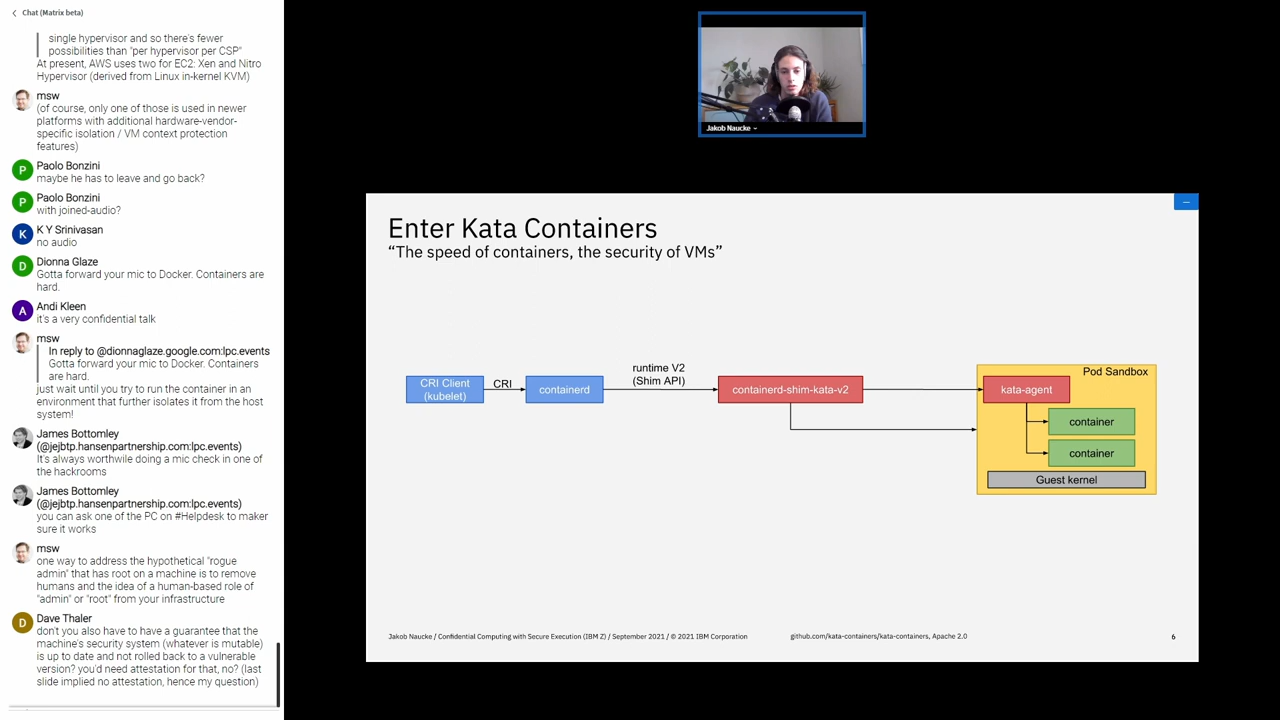 Chat (Matrix beta)
single hypervisor and so there's fewer
possibilities than "per hypervisor per CSP"
At present, AWS uses two for EC2: Xen and Nitro
Hypervisor (derived from Linux in-kernel KVM)
msw
(of course, only one of those is used in newer
platforms with additional hardware-vendor-
specific isolation / VM context protection
features)
P
Paolo Bonzini
maybe he has to leave and go back?
P
Paolo Bonzini
with joined-audio?
K
K Y Srinivasan
no audio
D
Dionna Glaze
Gotta forward your mic to Docker. Containers are
hard.
A
Andi Kleen
it's a very confidential talk
msw
In reply to @dionnaglaze.google.com:lpc.events
Gotta forward your mic to Docker. Containers
are hard.
just wait until you try to run the container in an
environment that further isolates it from the host
system!
James Bottomley
(@jejbtp.hansenpartnership.com:lpc.events)
It's always worthwile doing a mic check in one of
the hackrooms
James Bottomley
(@jejbtp.hansenpartnership.com:lpc.events)
you can ask one of the PC on #Helpdesk to maker
sure it works
msw
one way to address the hypothetical "rogue
admin" that has root on a machine is to remove
humans and the idea of a human-based role of
"admin" or "root" from your infrastructure
D
Dave Thaler
don't you also have to have a guarantee that the
machine's security system (whatever is mutable)
is up to date and not rolled back to a vulnerable
version? you'd need attestation for that, no? (last
slide implied no attestation, hence my question)
Jakob Naucke
Enter Kata Containers
“The speed of containers, the security of VMs”
CRI Client
(kubelet)
CRI
containerd
runtime V2
(Shim API)
containerd-shim-kata-v2
Pod Sandbox
kata-agent
container
container
Guest kernel
Jakob Naucke / Confidential Computing with Secure Execution (IBM Z) / September 2021 / © 2021 IBM Corporation
github.com/kata-containers/kata-containers, Apache 2.0
6